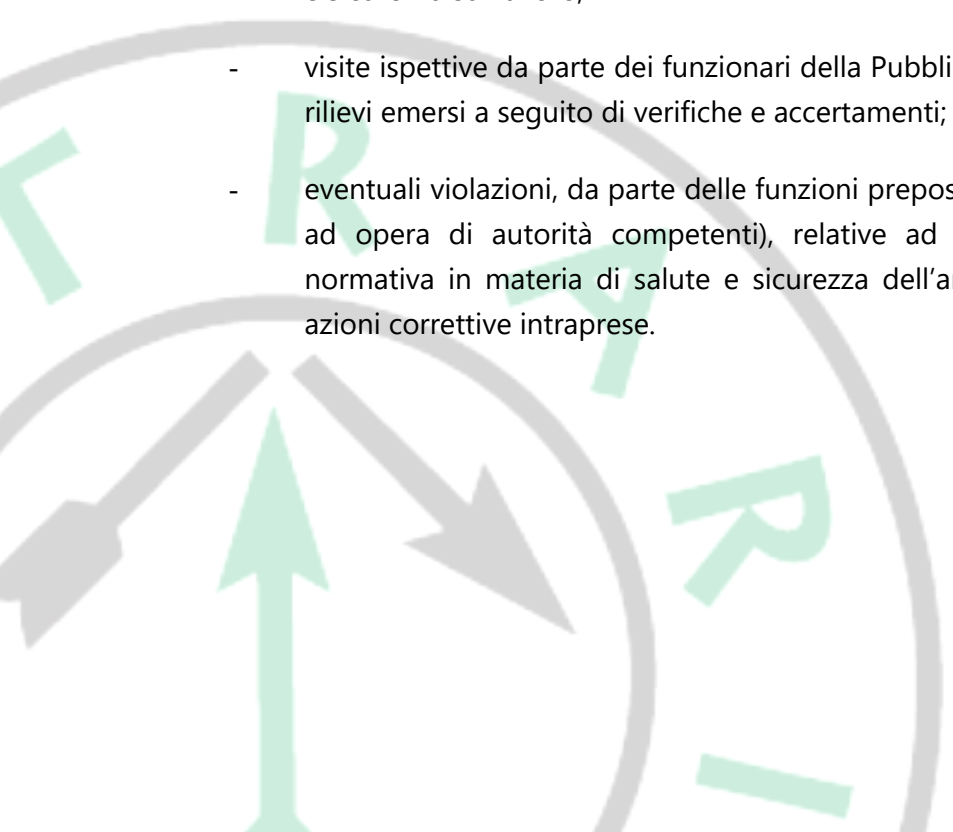 - visite ispettive da parte dei funzionari della Pubbli
rilievi emersi a seguito di verifiche e accertamenti;
- eventuali violazioni, da parte delle funzioni prepos
ad opera di autorità competenti), relative ad
normativa in materia di salute e sicurezza dell'a
azioni correttive intraprese.
T R A R I